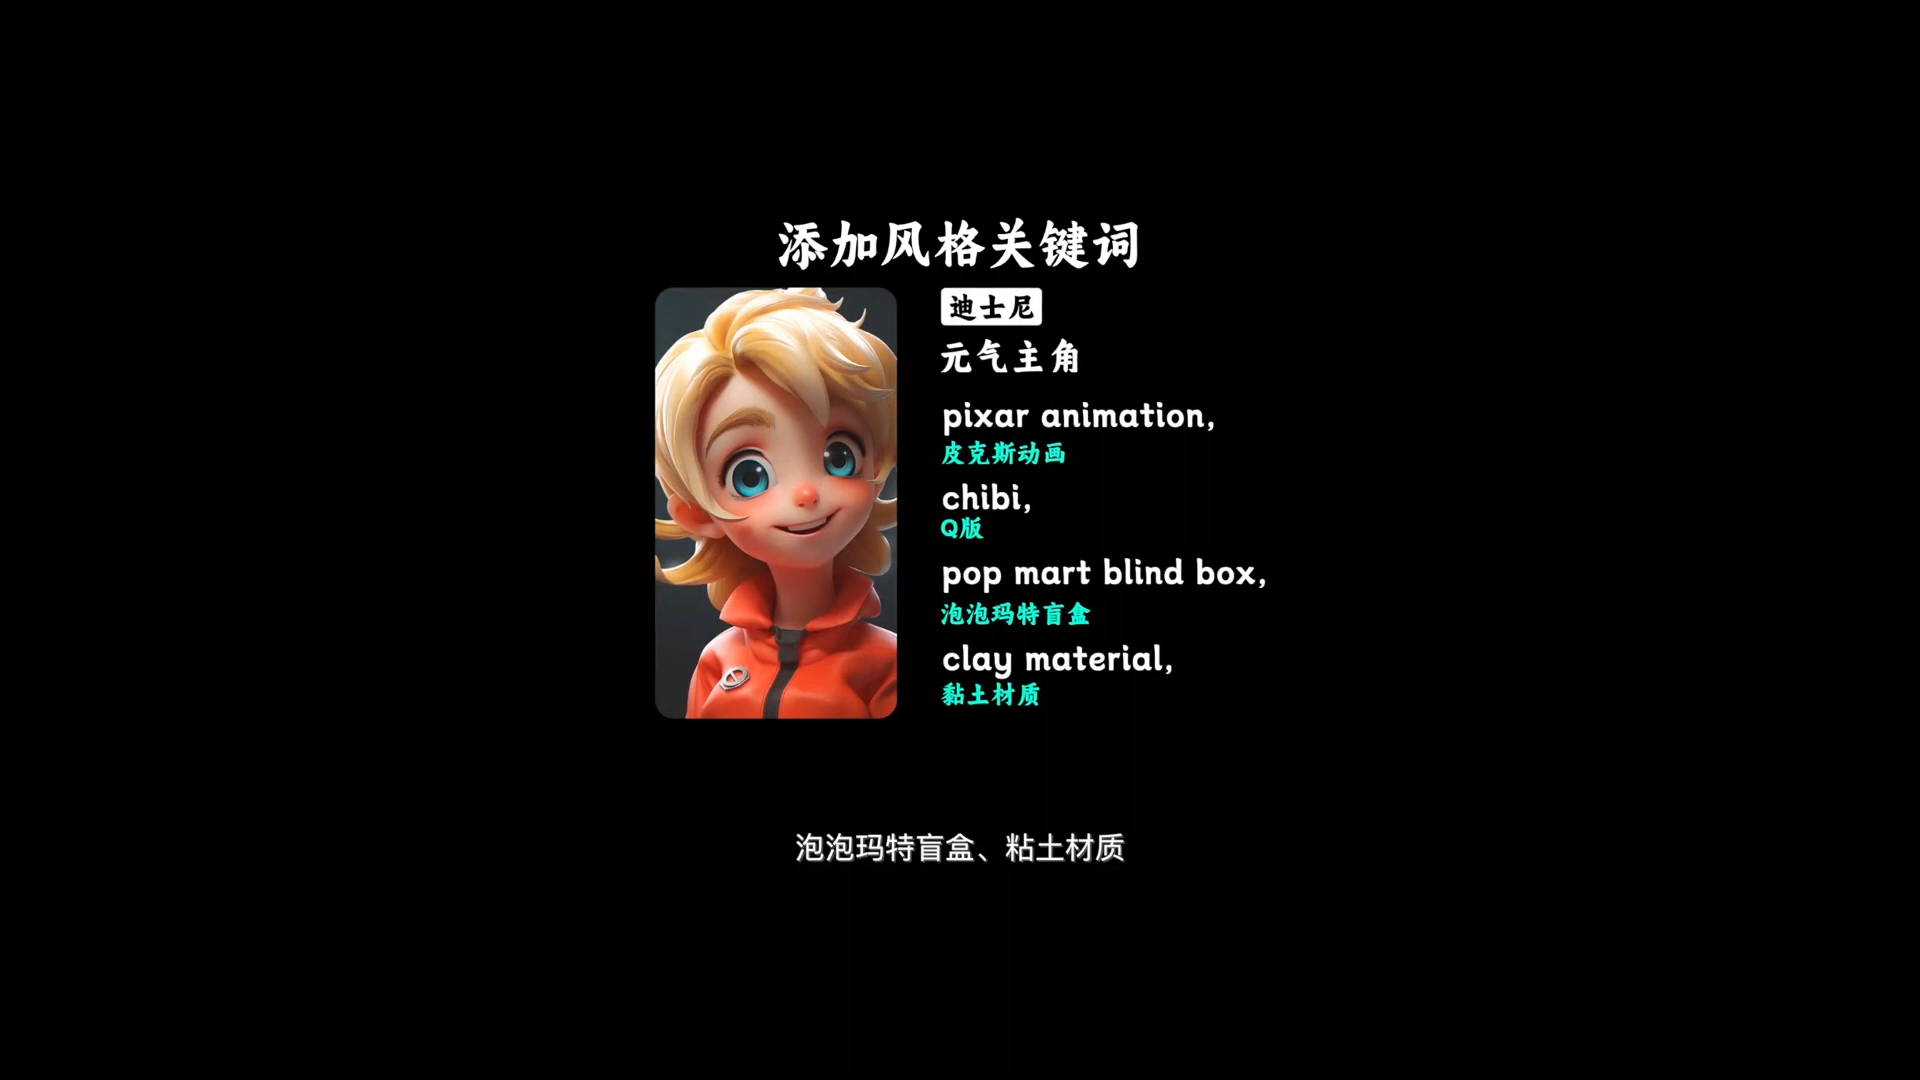 添加风格关键词
迪士尼
元气主角
pixar animation,
皮克斯动画
chibi,
Q版
pop mart blind box,
泡泡玛特盲盒
clay material,
黏土材质
泡泡玛特盲盒、粘土材质